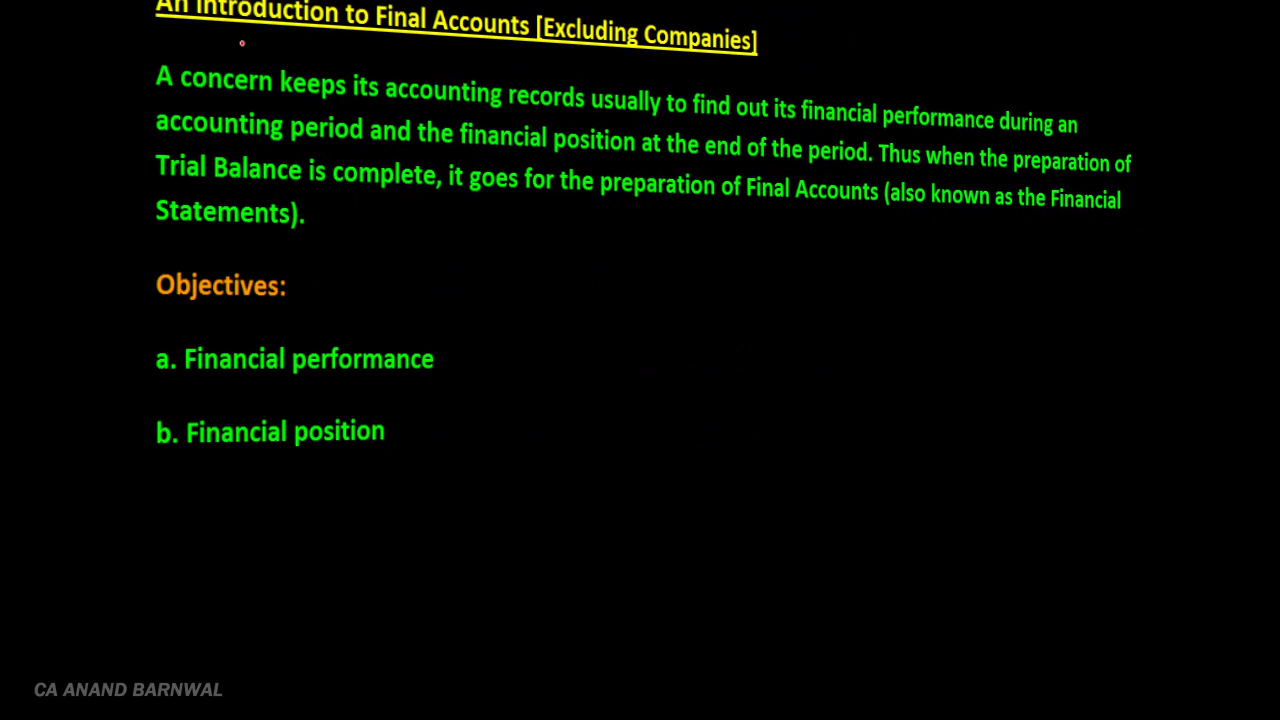 An Introduction to Final Accounts [Excluding Companies]
A concern keeps its accounting records usually to find out its financial performance during an
accounting period and the financial position at the end of the period. Thus when the preparation of
Trial Balance is complete, it goes for the preparation of Final Accounts (also known as the Financial
Statements).
Objectives:
a. Financial performance
b. Financial position
CA ANAND BARNWAL